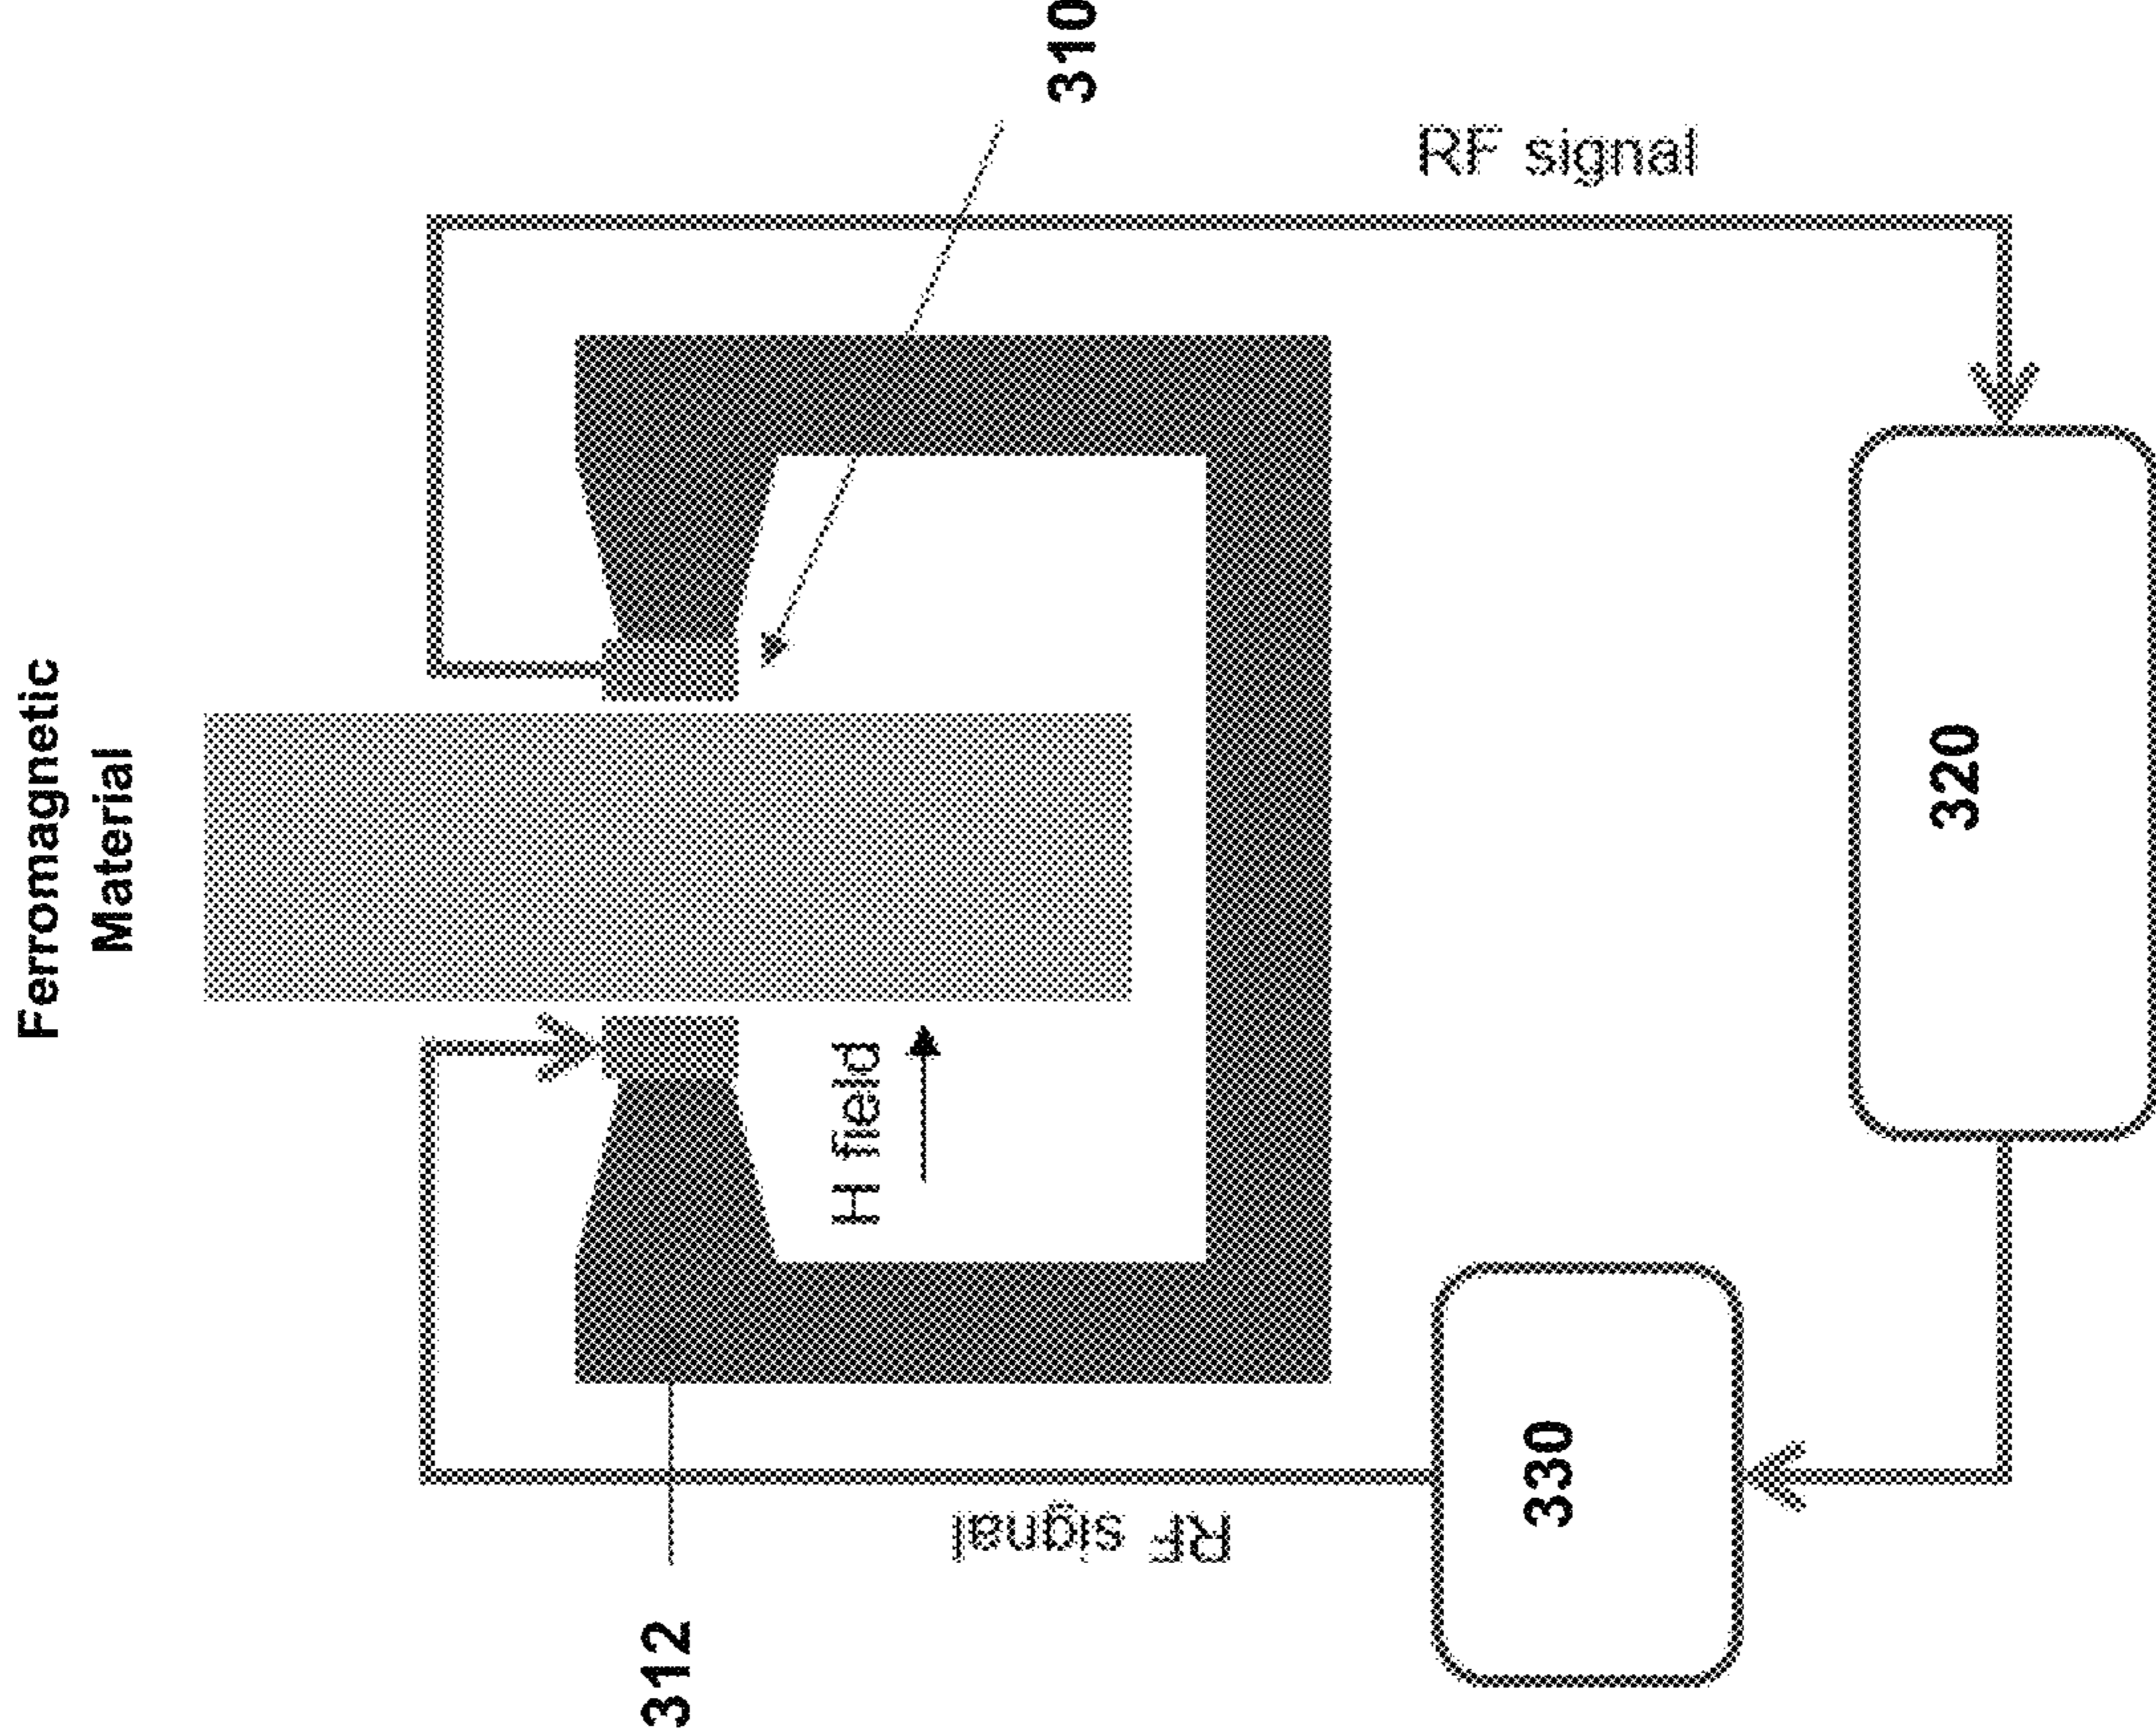 Ferromagnetic
Material
310
RF signal
H field
312
RF signal
330
320